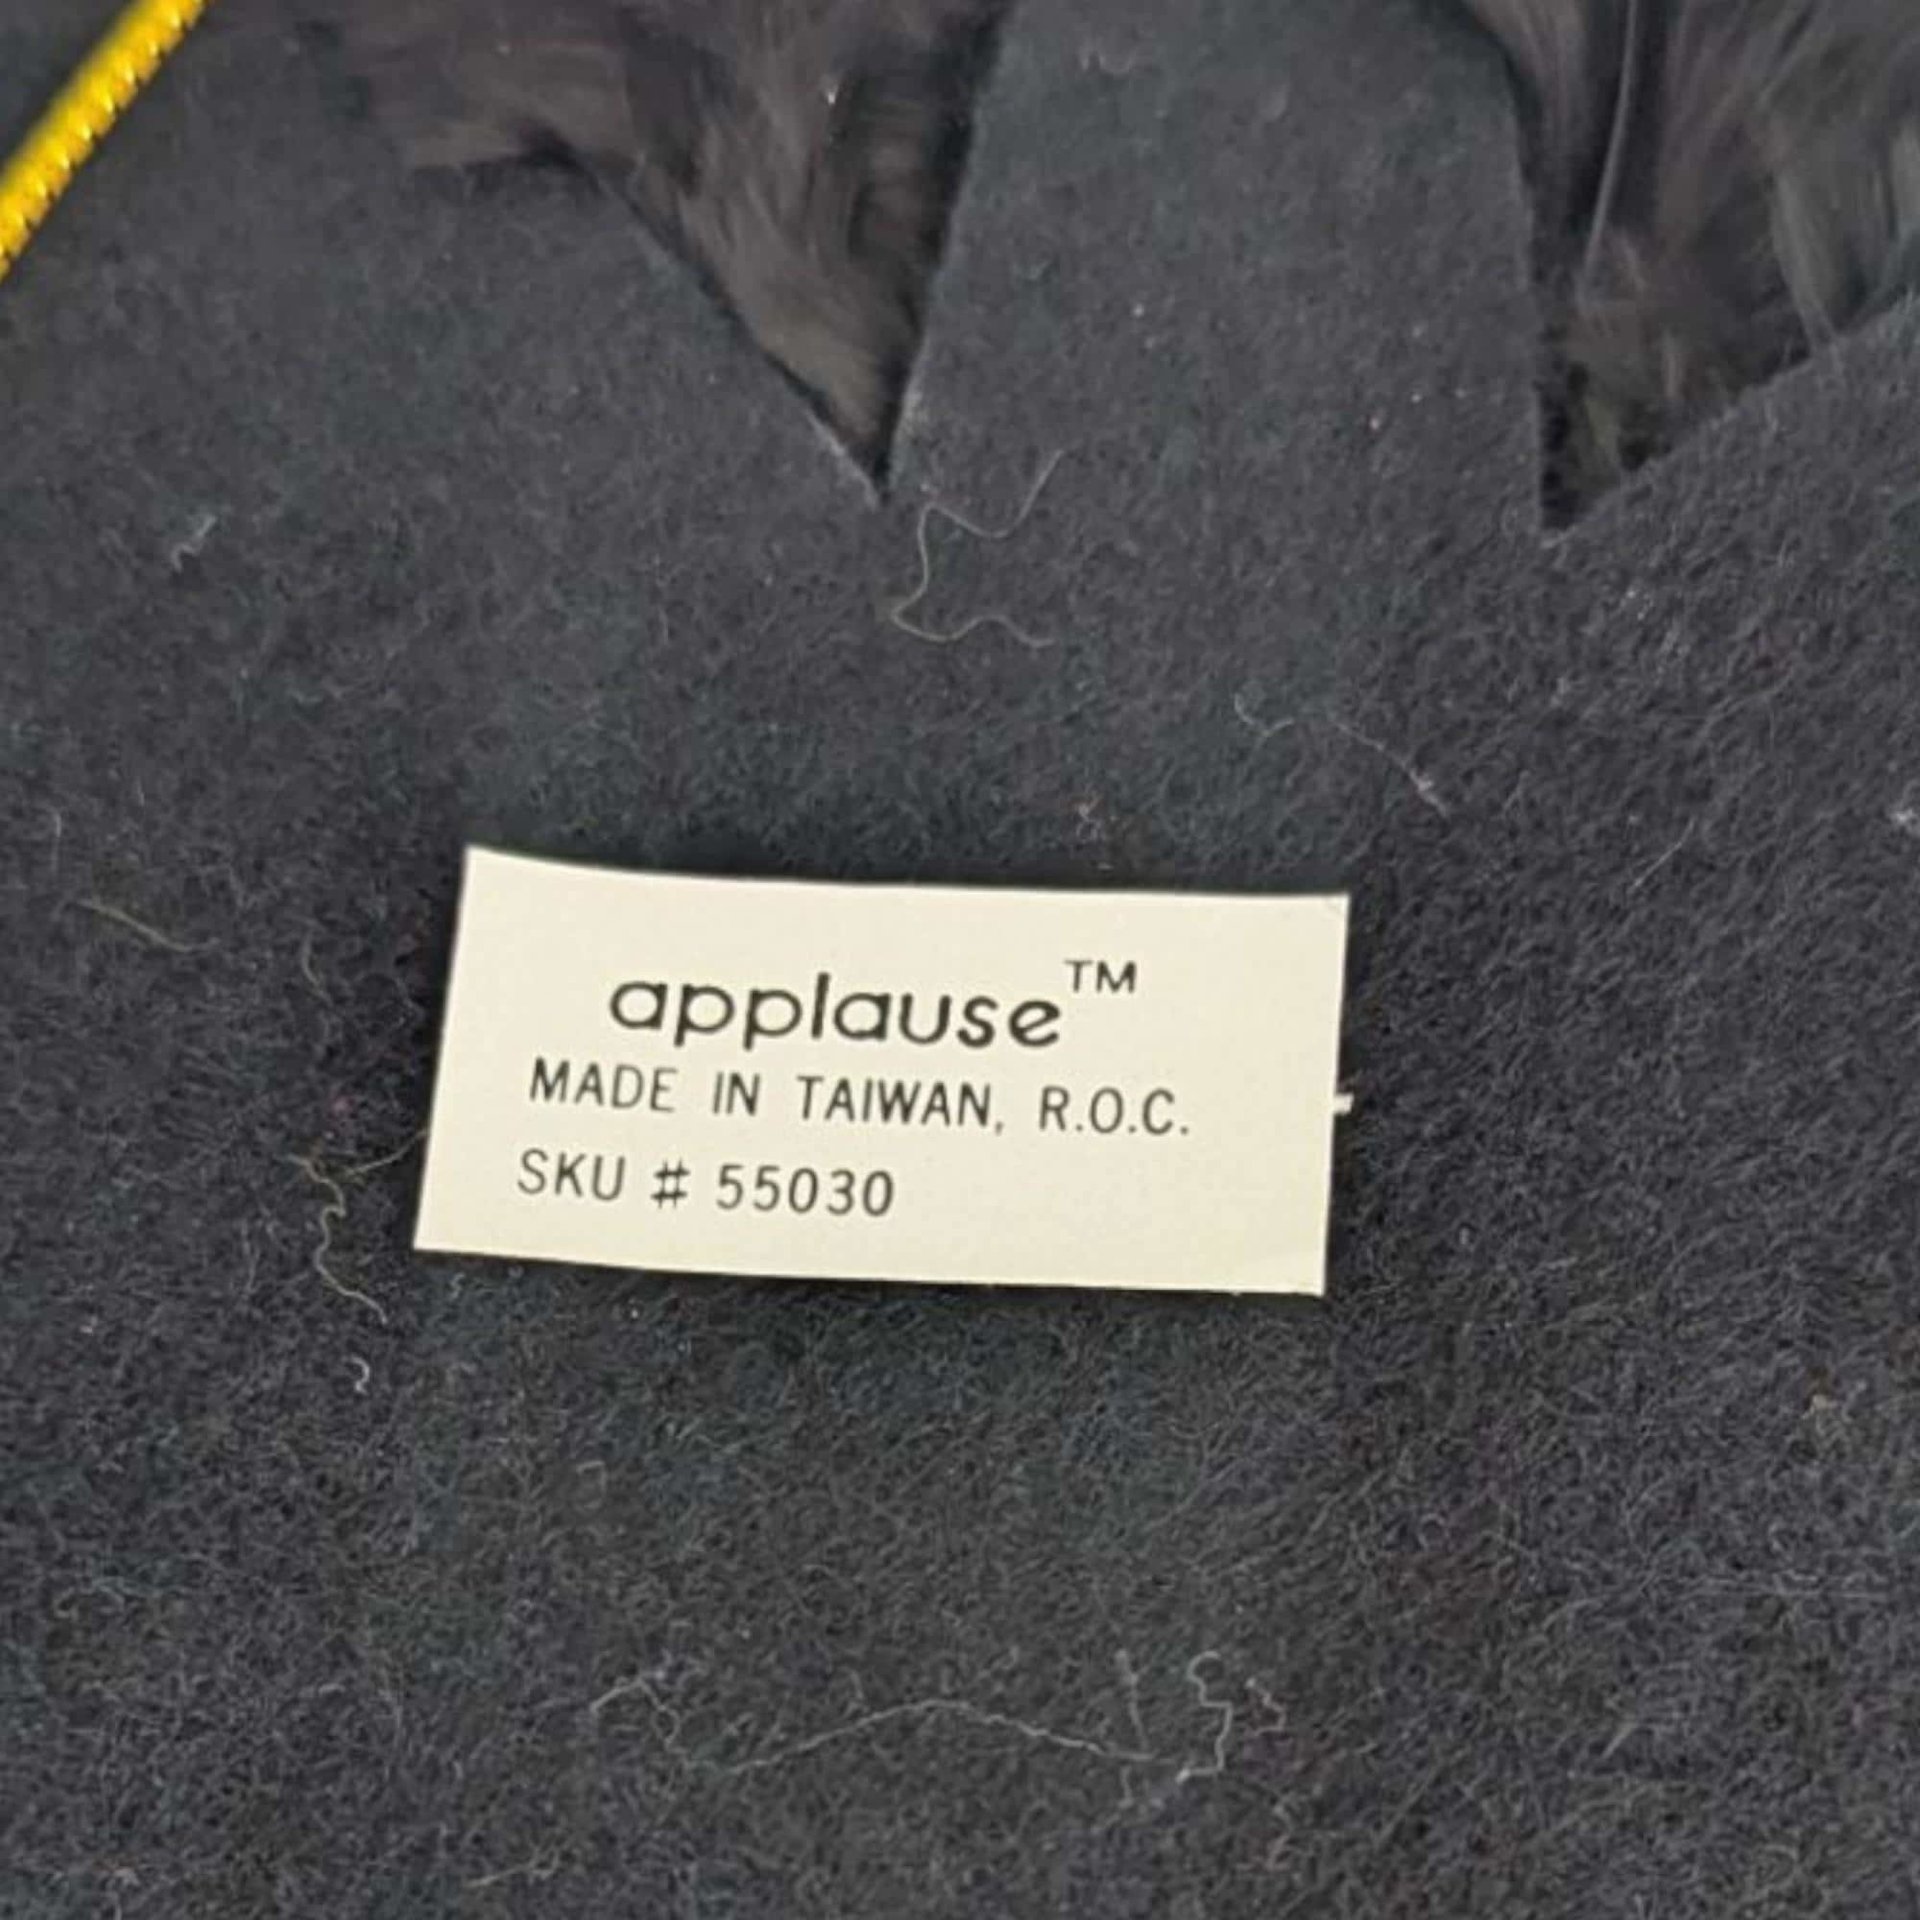 applause™
MADE IN TAIWAN, R.O.C.
SKU # 55030